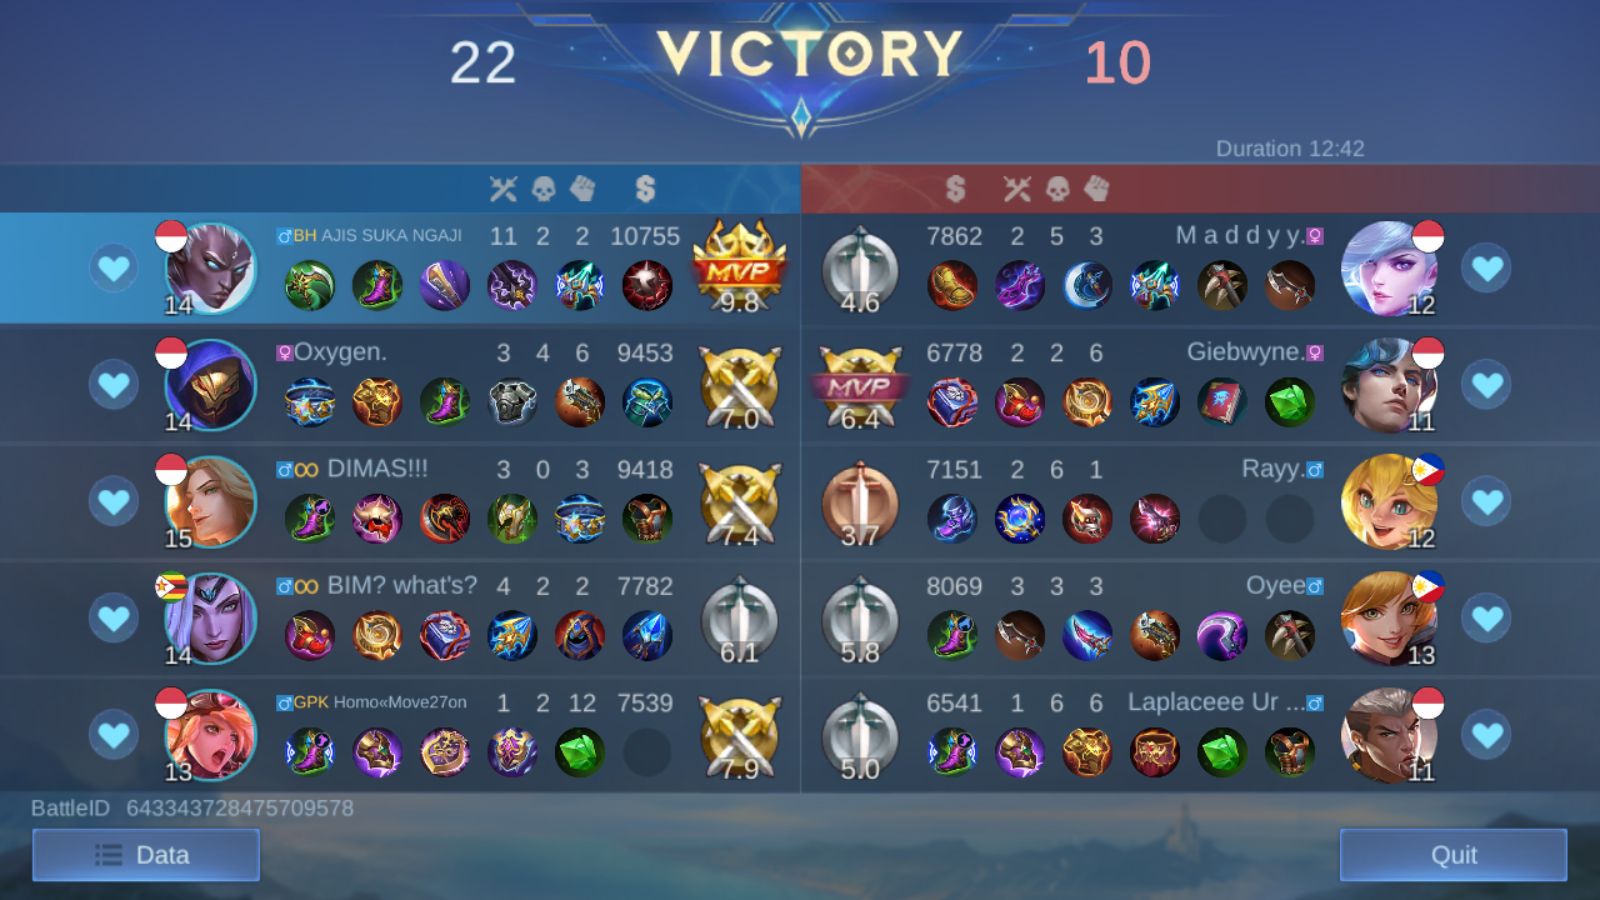 22 VICTORY 10
Duration 12:42
♂BH AJIS SUKA NGAJI 11 2 2 10755 MVP 9.8 14
4.6 7862 2 5 3 M a d d y y.♀ 12
♀Oxygen. 3 4 6 9453 7.0 14
MVP 6.4 6778 2 2 6 Giebwyne.♀ 11
♂∞ DIMAS!!! 3 0 3 9418 7.4 15
3.7 7151 2 6 1 Rayy.♂ 12
♂∞ BIM? what's? 4 2 2 7782 6.1 14
5.8 8069 3 3 3 Oyee♂ 13
♂GPK Homo«Move27on 1 2 12 7539 7.9 13
5.0 6541 1 6 6 Laplaceee Ur ...♂ 11
BattleID 643343728475709578
Data
Quit